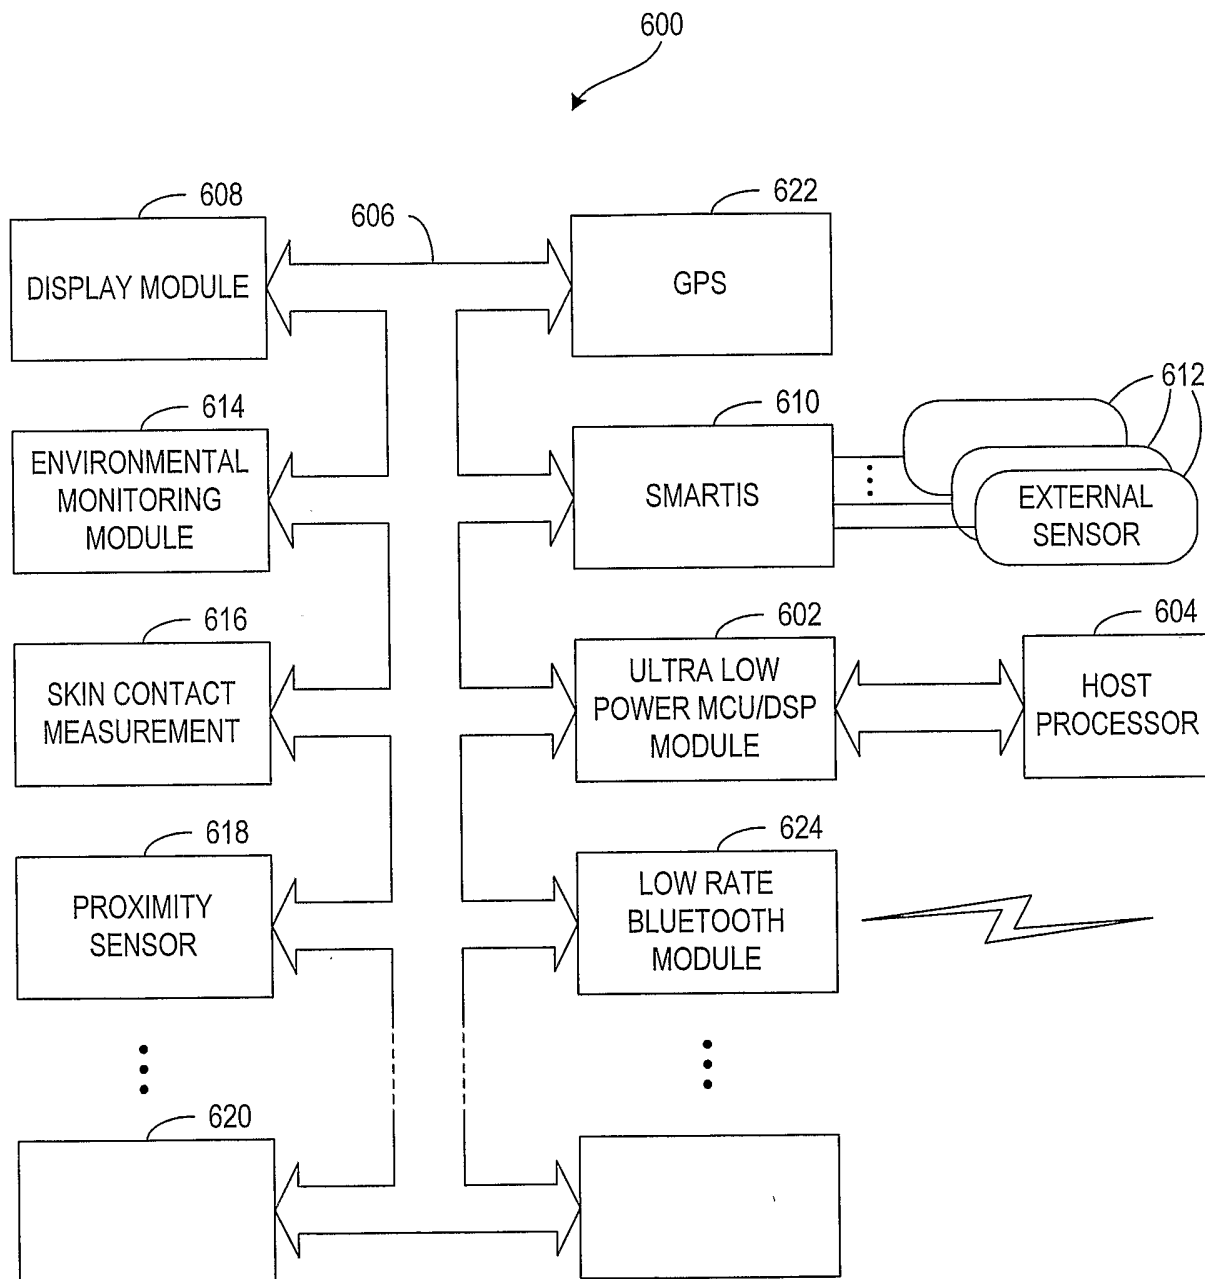 600
608
606
622
DISPLAY MODULE
GPS
614
610
612
ENVIRONMENTAL
MONITORING
MODULE
SMARTIS
EXTERNAL
SENSOR
616
602
604
SKIN CONTACT
MEASUREMENT
ULTRA LOW
POWER MCU/DSP
MODULE
HOST
PROCESSOR
618
624
PROXIMITY
SENSOR
LOW RATE
BLUETOOTH
MODULE
620